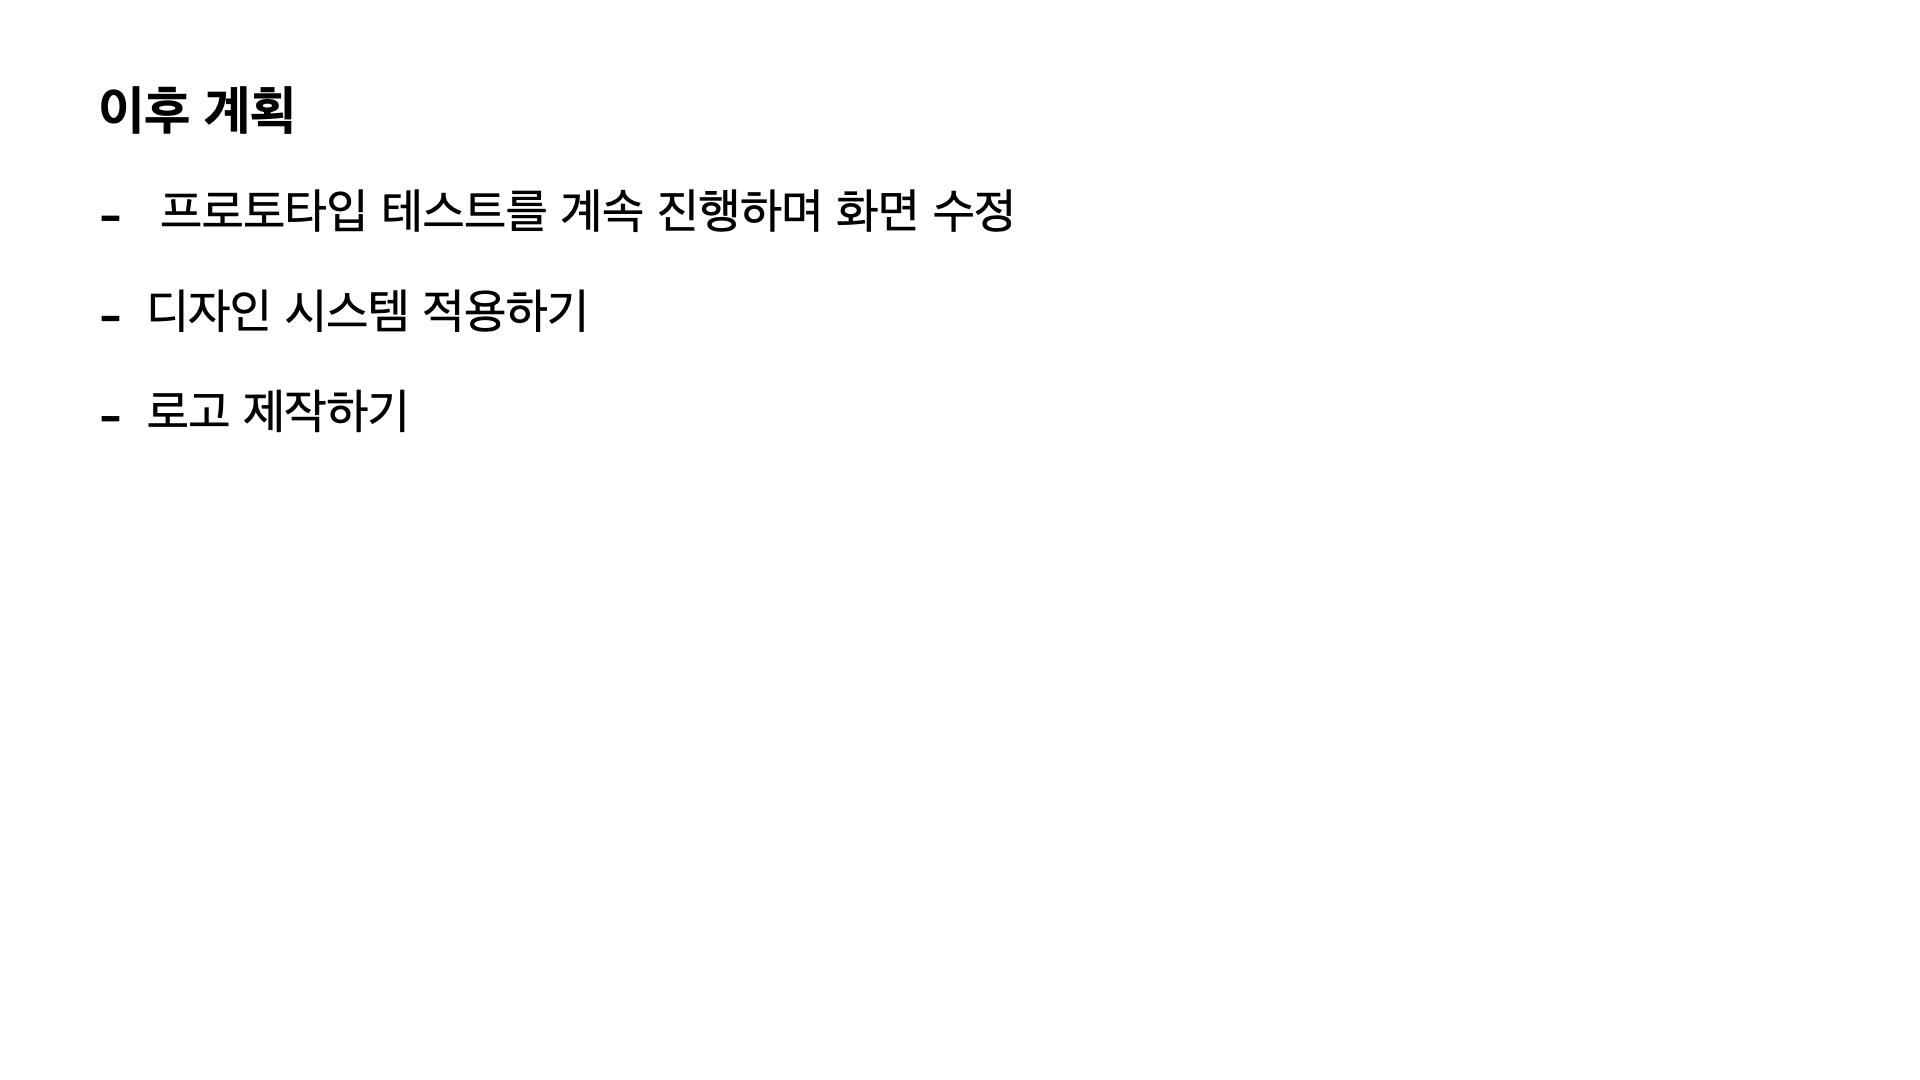 이후 계획
- 프로토타입 테스트를 계속 진행하며 화면 수정
- 디자인 시스템 적용하기
- 로고 제작하기